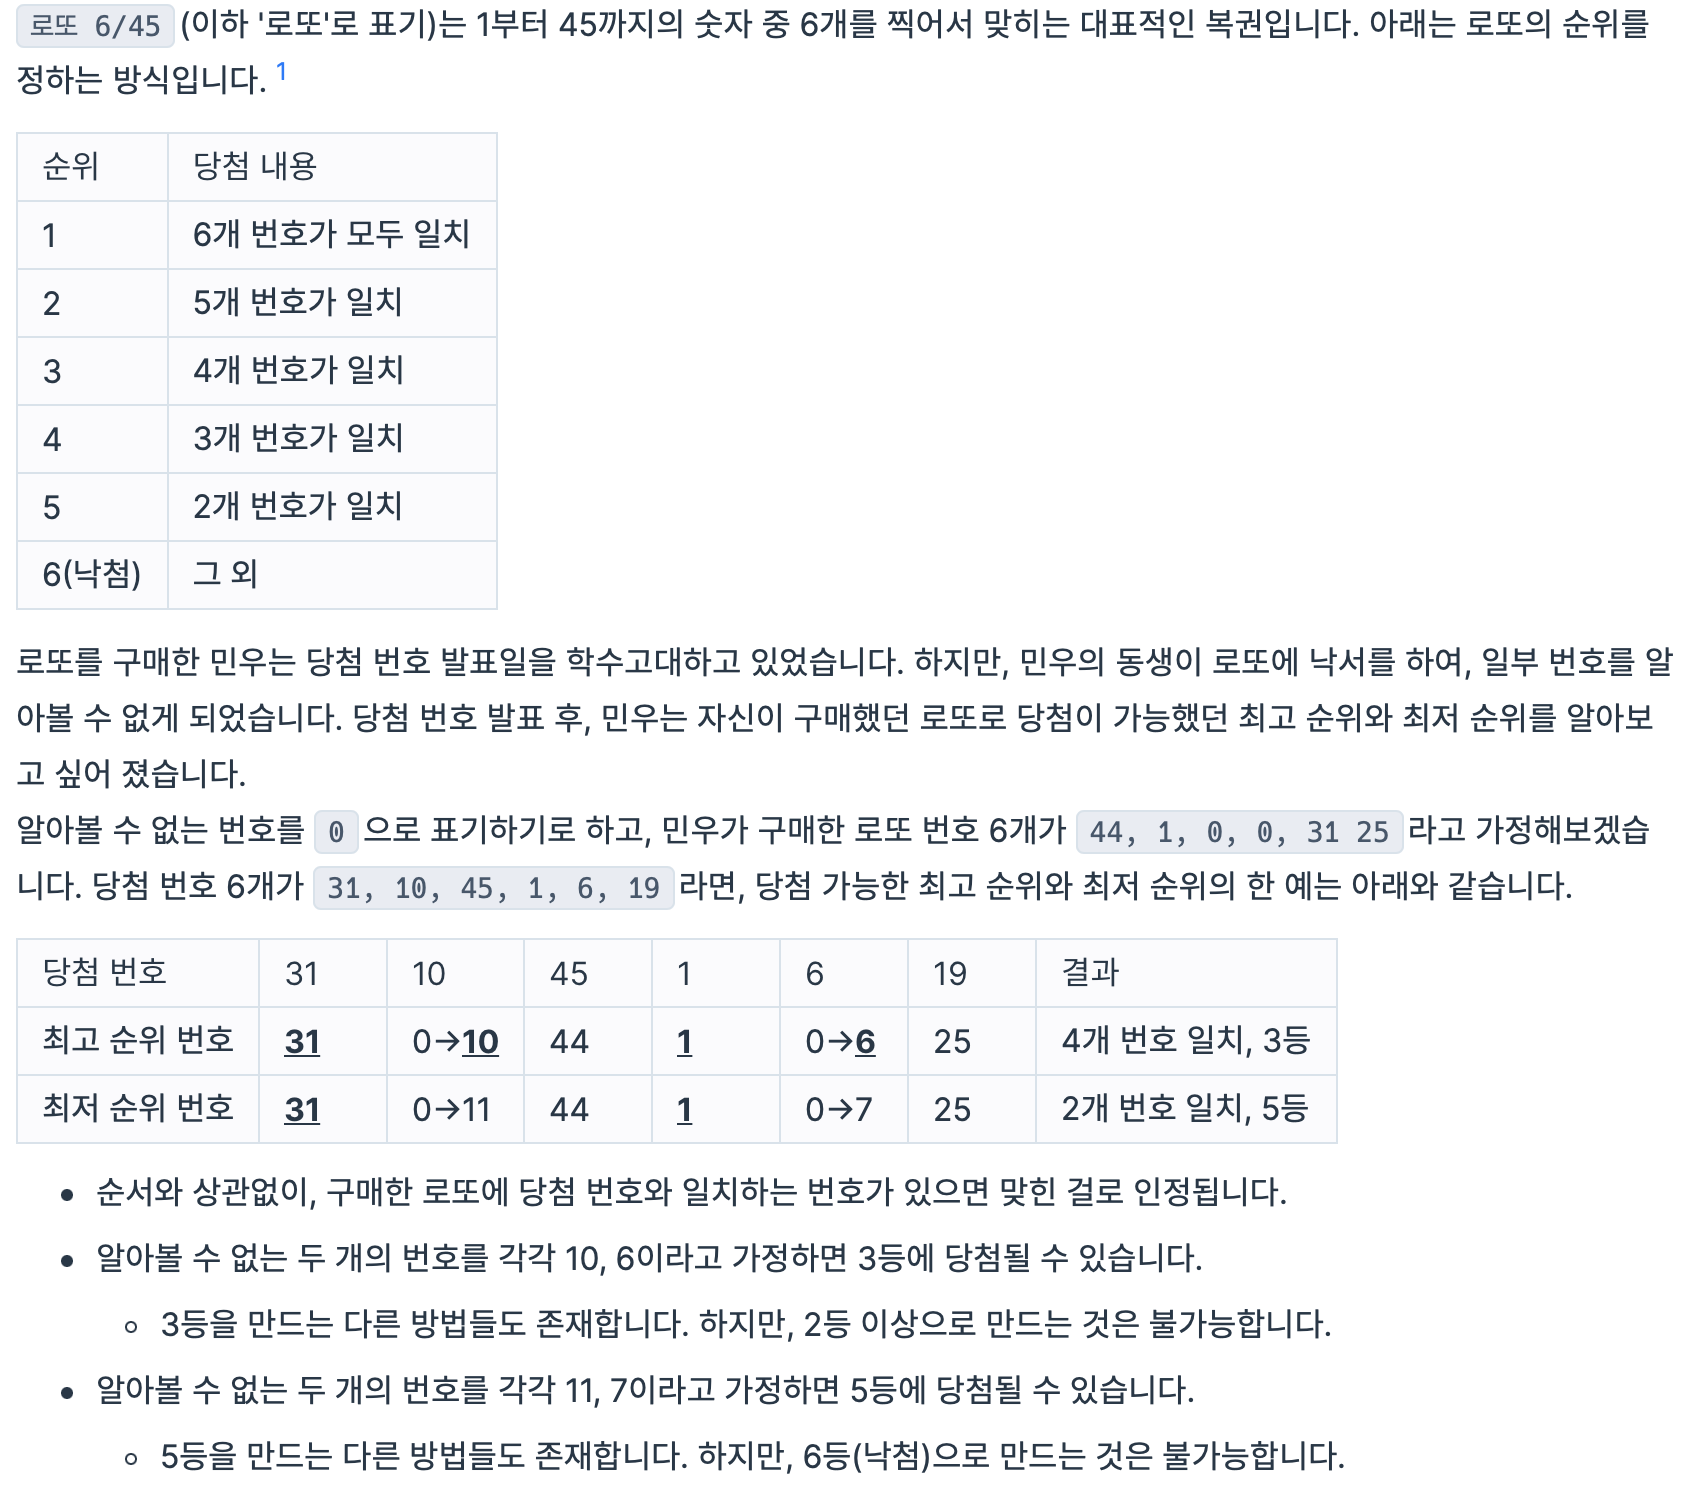 로또 6/45 (이하 '로또'로 표기)는 1부터 45까지의 숫자 중 6개를 찍어서 맞히는 대표적인 복권입니다. 아래는 로또의 순위를
정하는 방식입니다. 1
순위 당첨 내용
1 6개 번호가 모두 일치
2 5개 번호가 일치
3 4개 번호가 일치
4 3개 번호가 일치
5 2개 번호가 일치
6(낙첨) 그 외
로또를 구매한 민우는 당첨 번호 발표일을 학수고대하고 있었습니다. 하지만, 민우의 동생이 로또에 낙서를 하여, 일부 번호를 알
아볼 수 없게 되었습니다. 당첨 번호 발표 후, 민우는 자신이 구매했던 로또로 당첨이 가능했던 최고 순위와 최저 순위를 알아보
고 싶어 졌습니다.
알아볼 수 없는 번호를 0 으로 표기하기로 하고, 민우가 구매한 로또 번호 6개가 44, 1, 0, 0, 31 25 라고 가정해보겠습
니다. 당첨 번호 6개가 31, 10, 45, 1, 6, 19 라면, 당첨 가능한 최고 순위와 최저 순위의 한 예는 아래와 같습니다.
당첨 번호 31 10 45 1 6 19 결과
최고 순위 번호 31 0→10 44 1 0→6 25 4개 번호 일치, 3등
최저 순위 번호 31 0→11 44 1 0→7 25 2개 번호 일치, 5등
• 순서와 상관없이, 구매한 로또에 당첨 번호와 일치하는 번호가 있으면 맞힌 걸로 인정됩니다.
• 알아볼 수 없는 두 개의 번호를 각각 10, 6이라고 가정하면 3등에 당첨될 수 있습니다.
◦ 3등을 만드는 다른 방법들도 존재합니다. 하지만, 2등 이상으로 만드는 것은 불가능합니다.
• 알아볼 수 없는 두 개의 번호를 각각 11, 7이라고 가정하면 5등에 당첨될 수 있습니다.
◦ 5등을 만드는 다른 방법들도 존재합니다. 하지만, 6등(낙첨)으로 만드는 것은 불가능합니다.